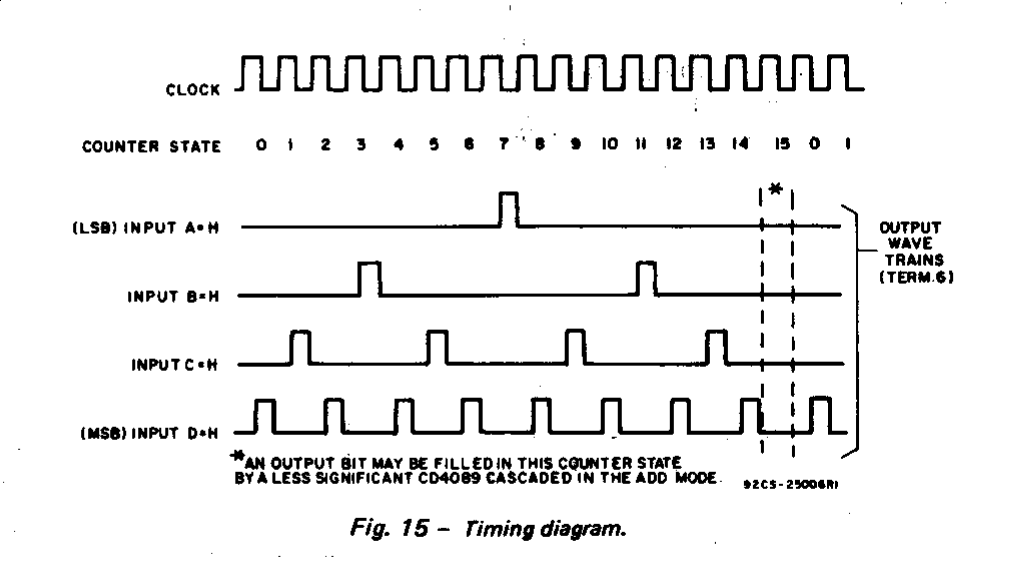 CLOCK
COUNTER STATE 0 1 2 3 4 5 6 7 8 9 10 11 12 13 14 15 0 1
*
(LSB) INPUT A=H
OUTPUT
WAVE
TRAINS
(TERM.6)
INPUT B=H
INPUT C=H
(MSB) INPUT D=H
*AN OUTPUT BIT MAY BE FILLED IN THIS COUNTER STATE
BY A LESS SIGNIFICANT CD4089 CASCADED IN THE ADD MODE.
92CS-25006R1
Fig. 15 – Timing diagram.